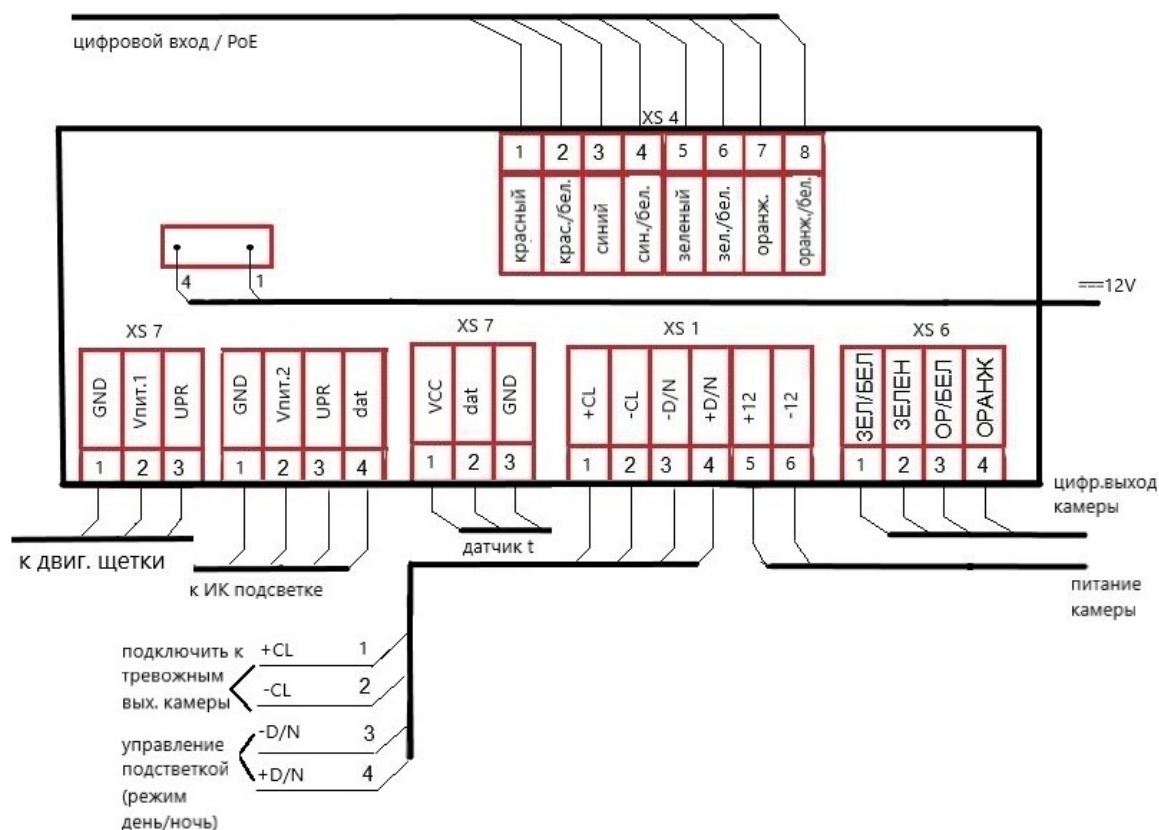 цифровой вход / PoE
XS 4
1 2 3 4 5 6 7 8
красный
крас./бел.
синий
син./бел.
зеленый
зел./бел.
оранж.
оранж./бел.
4 1
===12V
XS 7
GND
Vпит.1
UPR
1 2 3
GND
Vпит.2
UPR
dat
1 2 3 4
XS 7
VCC
dat
GND
1 2 3
XS 1
+CL
-CL
-D/N
+D/N
+12
-12
1 2 3 4 5 6
XS 6
ЗЕЛ/БЕЛ
ЗЕЛЕН
ОР/БЕЛ
ОРАНЖ
1 2 3 4
цифр.выход
камеры
к двиг. щетки
к ИК подсветке
датчик t
питание
камеры
подключить к
тревожным
вых. камеры
+CL 1
-CL 2
управление
подстветкой
(режим
день/ночь)
-D/N 3
+D/N 4